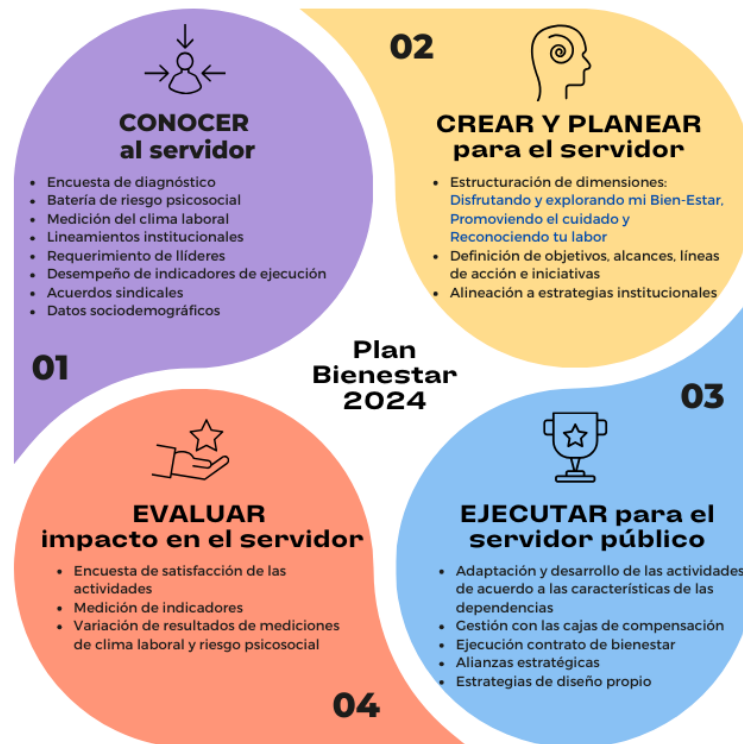 01
CONOCER
al servidor
• Encuesta de diagnóstico
• Batería de riesgo psicosocial
• Medición del clima laboral
• Lineamientos institucionales
• Requerimiento de llíderes
• Desempeño de indicadores de ejecución
• Acuerdos sindicales
• Datos sociodemográficos
02
CREAR Y PLANEAR
para el servidor
• Estructuración de dimensiones:
Disfrutando y explorando mi Bien-Estar,
Promoviendo el cuidado y
Reconociendo tu labor
• Definición de objetivos, alcances, líneas
de acción e iniciativas
• Alineación a estrategias institucionales
Plan
Bienestar
2024
03
EJECUTAR para el
servidor público
• Adaptación y desarrollo de las actividades
de acuerdo a las características de las
dependencias
• Gestión con las cajas de compensación
• Ejecución contrato de bienestar
• Alianzas estratégicas
• Estrategias de diseño propio
EVALUAR
impacto en el servidor
• Encuesta de satisfacción de las
actividades
• Medición de indicadores
• Variación de resultados de mediciones
de clima laboral y riesgo psicosocial
04